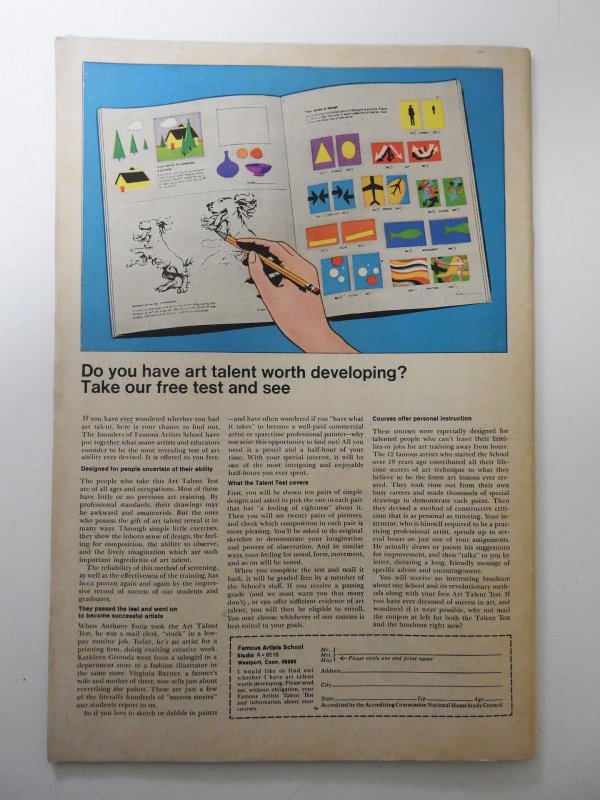 Your sense of design
Your ability to compose
a picture
Do you have art talent worth developing?
Take our free test and see
If you have ever wondered whether you had
art talent, here is your chance to find out.
The founders of Famous Artists School have
put together what many artists and educators
consider to be the most revealing test of art
ability ever devised. It is offered to you free.
Designed for people uncertain of their ability
The people who take this Art Talent Test
are of all ages and occupations. Most of them
have little or no previous art training. By
professional standards, their drawings may
be awkward and amateurish. But the ones
who possess the gift of art talent reveal it in
many ways. Through simple little exercises,
they show the inborn sense of design, the feel-
ing for composition, the ability to observe,
and the lively imagination which are such
important ingredients of art talent.
The reliability of this method of screening,
as well as the effectiveness of the training, has
been proven again and again by the impres-
sive record of success of our students and
graduates.
They passed the test and went on
to become successful artists
When Anthony Fotia took the Art Talent
Test, he was a mail clerk, "stuck" in a low-
pay routine job. Today, he's an artist for a
printing firm, doing exciting creative work.
Kathleen Gironda went from a salesgirl in a
department store to a fashion illustrator in
the same store. Virginia Bartter, a farmer's
wife and mother of three, now sells just about
everything she paints. These are just a few
of the literally hundreds of "success stories"
our students report to us.
So if you love to sketch or dabble in paints
—and have often wondered if you "have what
it takes" to become a well-paid commercial
artist or sparetime professional painter—why
not seize this opportunity to find out? All you
need is a pencil and a half-hour of your
time. With your special interest, it will be
one of the most intriguing and enjoyable
half-hours you ever spent.
What the Talent Test covers
First, you will be shown ten pairs of simple
designs and asked to pick the one in each pair
that has "a feeling of rightness" about it.
Then you will see twenty pairs of pictures,
and check which composition in each pair is
more pleasing. You'll be asked to do original
sketches to demonstrate your imagination
and powers of observation. And in similar
ways, your feeling for mood, form, movement,
and so on will be tested.
When you complete the test and mail it
back, it will be graded free by a member of
the School's staff. If you receive a passing
grade (and we must warn you that many
don't), or can offer sufficient evidence of art
talent, you will then be eligible to enroll.
You may choose whichever of our courses is
best suited to your goals.
Courses offer personal instruction
These courses were especially designed for
talented people who can't leave their fami-
lies or jobs for art training away from home.
The 12 famous artists who started the School
over 19 years ago contributed all their life-
time secrets of art technique to what they
believe to be the finest art lessons ever cre-
ated. They took time out from their own
busy careers and made thousands of special
drawings to demonstrate each point. Then
they devised a method of constructive criti-
cism that is as personal as tutoring. Your in-
structor, who is himself required to be a prac-
ticing professional artist, spends up to sev-
eral hours on just one of your assignments.
He actually draws or paints his suggestions
for improvement, and then "talks" to you by
letter, dictating a long, friendly message of
specific advice and encouragement.
You will receive an interesting brochure
about our School and its revolutionary meth-
ods along with your free Art Talent Test. If
you have ever dreamed of success in art, and
wondered if it were possible, why not mail
the coupon at left for both the Talent Test
and the brochure right now?
Famous Artists School
Studio A-6516
Westport, Conn. 06880
I would like to find out
whether I have art talent
worth developing. Please send
me, without obligation, your
Famous Artists Talent Test
and information about your
courses.
Mr.
Mrs.
Miss
Please circle one and print name
Address
City
State Zip Age
Accredited by the Accrediting Commission National Home Study Council